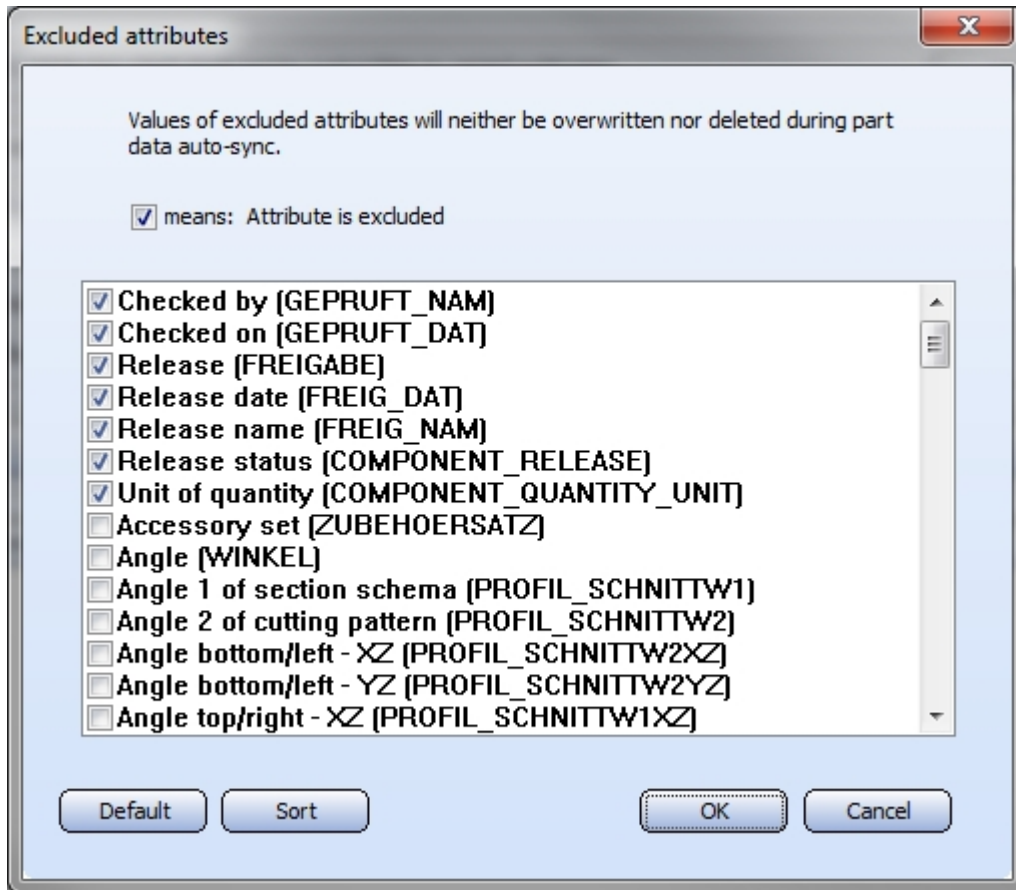 Excluded attributes
Values of excluded attributes will neither be overwritten nor deleted during part
data auto-sync.
means: Attribute is excluded
Checked by (GEPRUFT_NAM)
Checked on (GEPRUFT_DAT)
Release (FREIGABE)
Release date (FREIG_DAT)
Release name (FREIG_NAM)
Release status (COMPONENT_RELEASE)
Unit of quantity (COMPONENT_QUANTITY_UNIT)
Accessory set (ZUBEHOERSATZ)
Angle (WINKEL)
Angle 1 of section schema (PROFIL_SCHNITTW1)
Angle 2 of cutting pattern (PROFIL_SCHNITTW2)
Angle bottom/left - XZ (PROFIL_SCHNITTW2XZ)
Angle bottom/left - YZ (PROFIL_SCHNITTW2YZ)
Angle top/right - XZ (PROFIL_SCHNITTW1XZ)
Default Sort OK Cancel